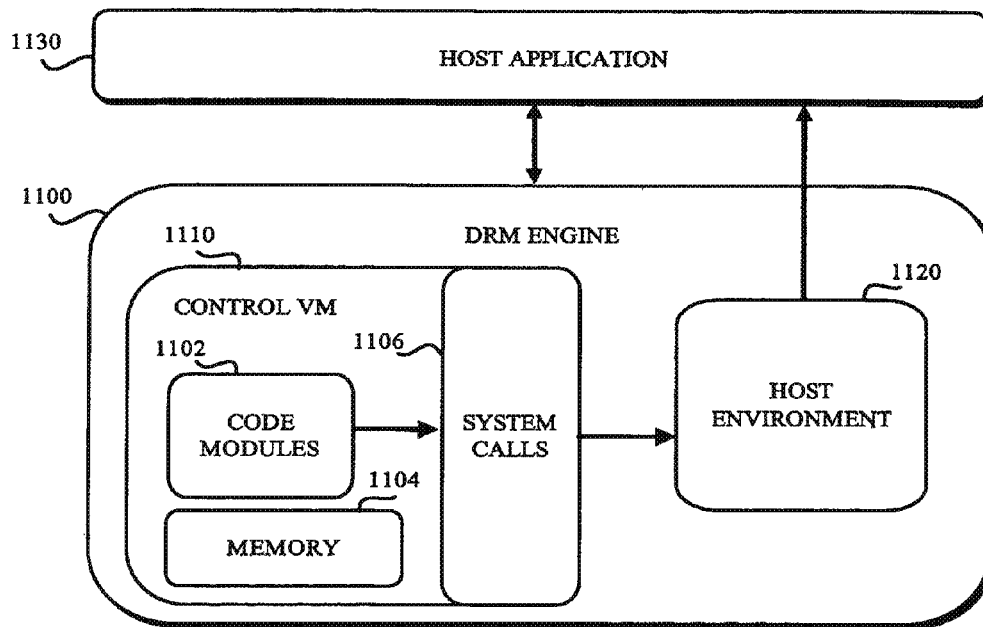 1130
HOST APPLICATION
1100
DRM ENGINE
1110
CONTROL VM
1120
1102
1106
CODE
MODULES
SYSTEM
CALLS
HOST
ENVIRONMENT
1104
MEMORY